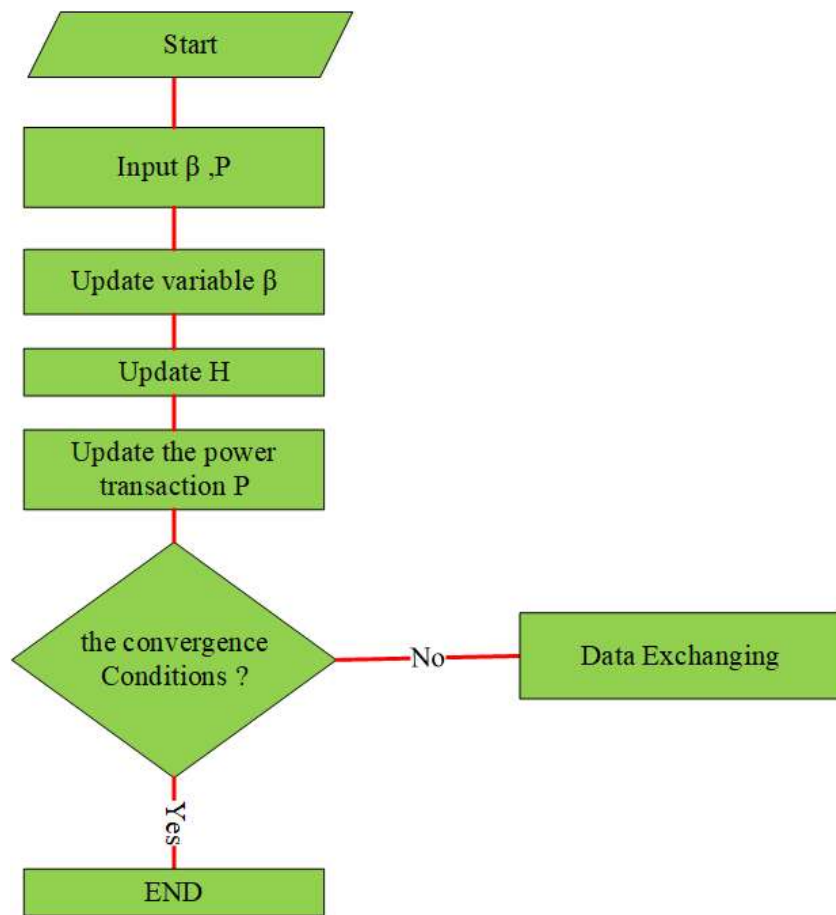 Start
Input β ,P
Update variable β
Update H
Update the power
transaction P
the convergence
Conditions ?
No
Data Exchanging
Yes
END